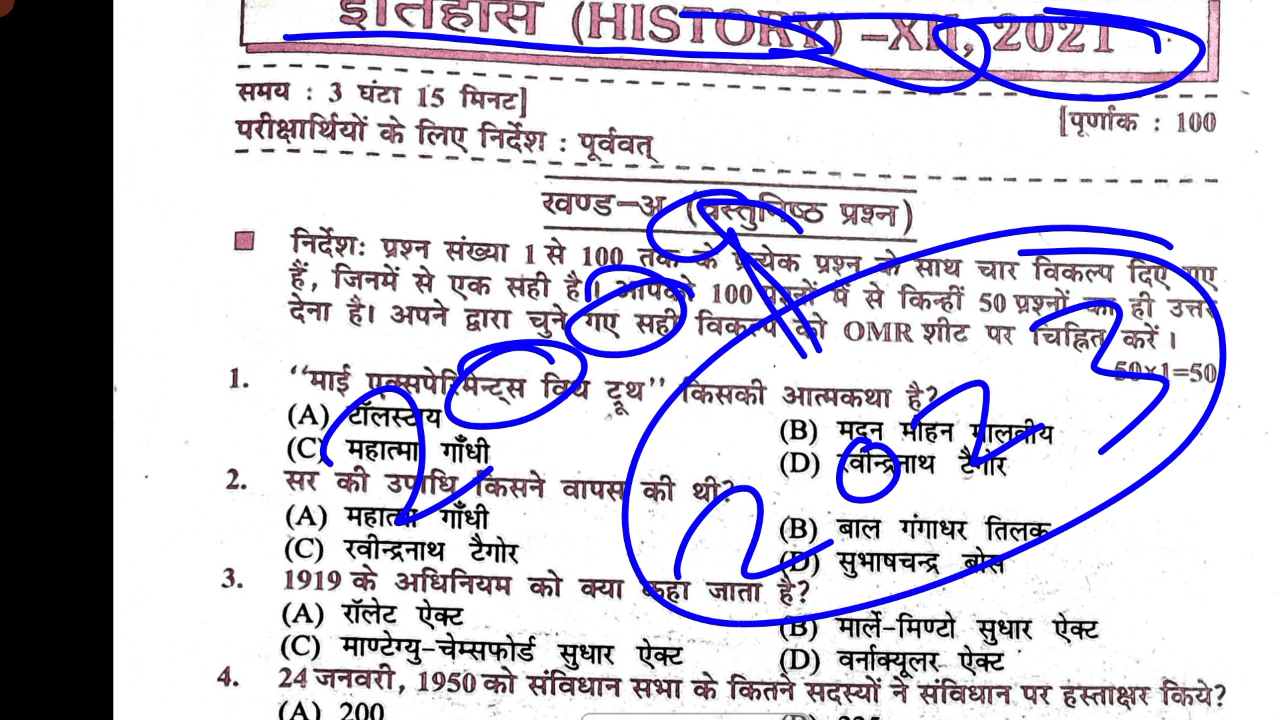 इतिहास (HISTORY) –XII, 2021
समय : 3 घंटा 15 मिनट]
[पूर्णांक : 100
परीक्षार्थियों के लिए निर्देश : पूर्ववत्
खण्ड-अ (वस्तुनिष्ठ प्रश्न)
निर्देश: प्रश्न संख्या 1 से 100 तक के प्रत्येक प्रश्न के साथ चार विकल्प दिए गए
हैं, जिनमें से एक सही है। आपको 100 प्रश्नों में से किन्हीं 50 प्रश्नों का ही उत्तर
देना है। अपने द्वारा चुने गए सही विकल्प को OMR शीट पर चिह्नित करें।
50×1=50
1. “माई एक्सपेरिमेन्ट्स विथ ट्रूथ” किसकी आत्मकथा है?
(A) टॉलस्टाय
(B) मदन मोहन मालवीय
(C) महात्मा गाँधी
(D) रवीन्द्रनाथ टैगोर
2. सर की उपाधि किसने वापस की थी?
(A) महात्मा गाँधी
(B) बाल गंगाधर तिलक
(C) रवीन्द्रनाथ टैगोर
(D) सुभाषचन्द्र बोस
3. 1919 के अधिनियम को क्या कहा जाता है?
(A) रॉलेट ऐक्ट
(B) मार्ले-मिण्टो सुधार ऐक्ट
(C) माण्टेग्यु-चेम्सफोर्ड सुधार ऐक्ट
(D) वर्नाक्यूलर ऐक्ट
4. 24 जनवरी, 1950 को संविधान सभा के कितने सदस्यों ने संविधान पर हस्ताक्षर किये?
(A) 200
2023